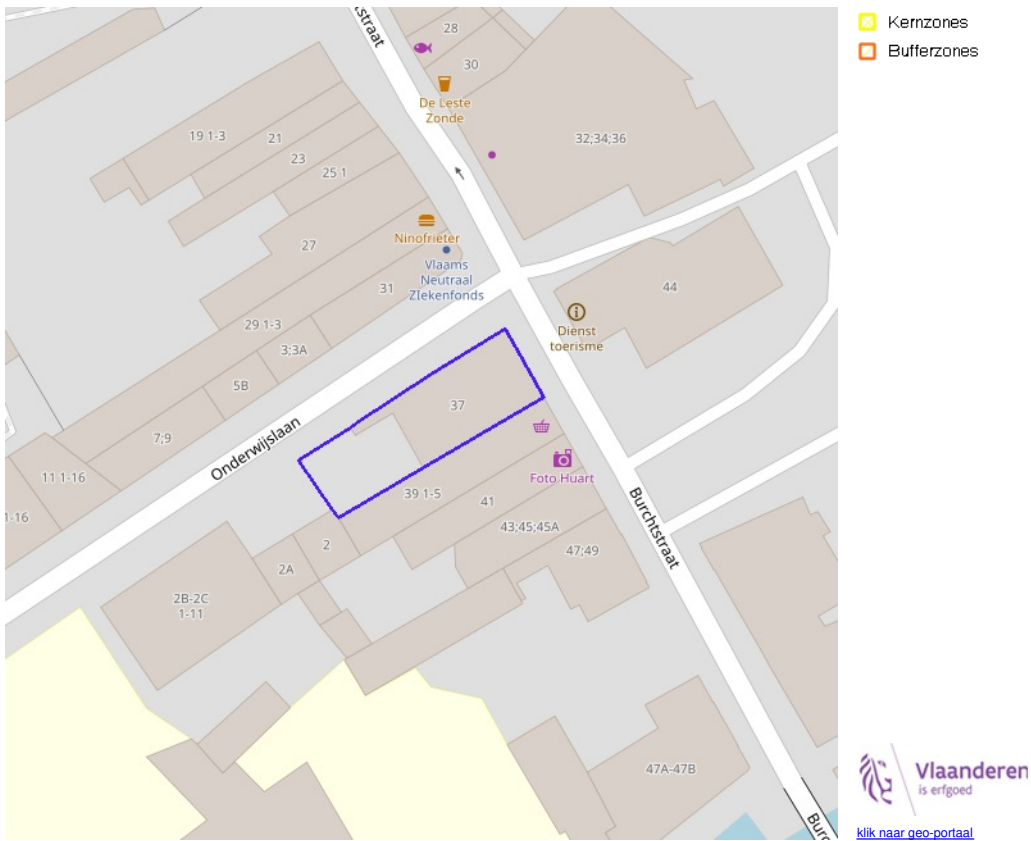 Kernzones
Bufferzones
tstraat
28
30
De Leste
Zonde
32;34;36
19 1-3
21
23
25 1
27
Ninofrieter
Vlaams
Neutraal
ZIekenfonds
31
44
Dienst
toerisme
29 1-3
3;3A
5B
37
7;9
Onderwijslaan
11 1-16
1-16
39 1-5
Foto Huart
41
43;45;45A
47;49
Burchtstraat
2
2A
2B-2C
1-11
47A-47B
Burc
Vlaanderen
is erfgoed
klik naar geo-portaal